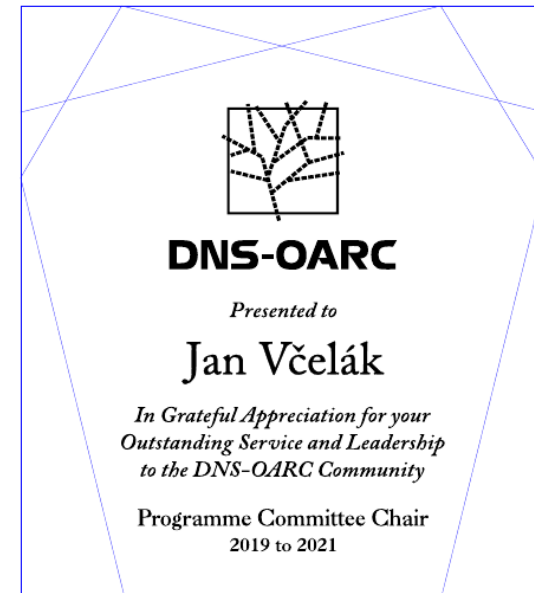 DNS-OARC
Presented to
Jan Včelák
In Grateful Appreciation for your
Outstanding Service and Leadership
to the DNS-OARC Community
Programme Committee Chair
2019 to 2021